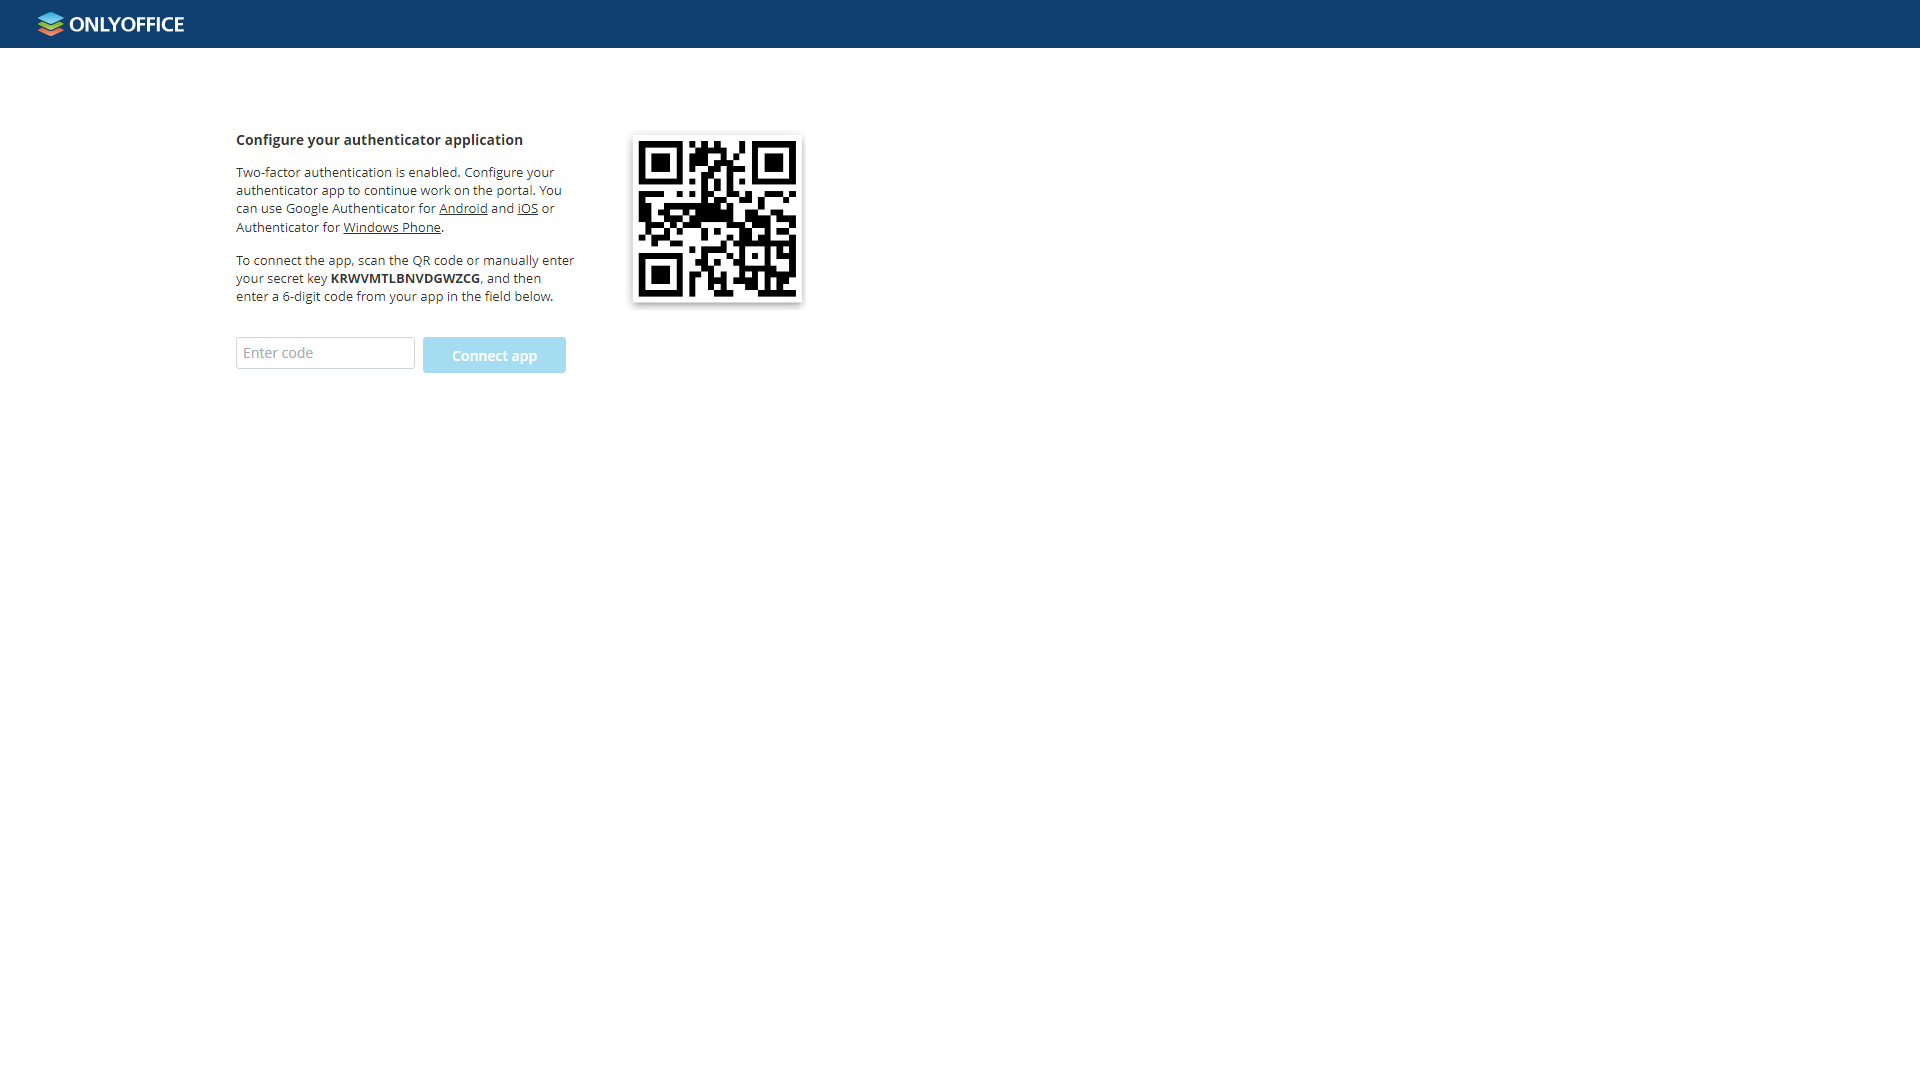 ONLYOFFICE
Configure your authenticator application
Two-factor authentication is enabled. Configure your
authenticator app to continue work on the portal. You
can use Google Authenticator for Android and iOS or
Authenticator for Windows Phone.
To connect the app, scan the QR code or manually enter
your secret key KRWVMTLBNVDGWZCG, and then
enter a 6-digit code from your app in the field below.
Enter code
Connect app